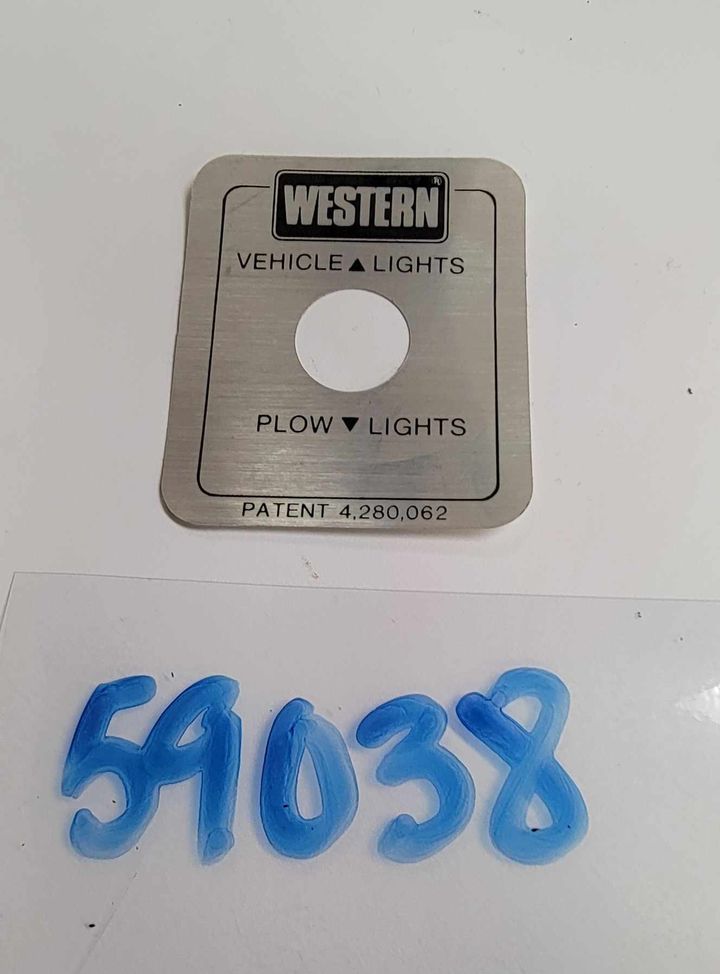 WESTERN®
VEHICLE ▲ LIGHTS
PLOW ▼ LIGHTS
PATENT 4,280,062
59038